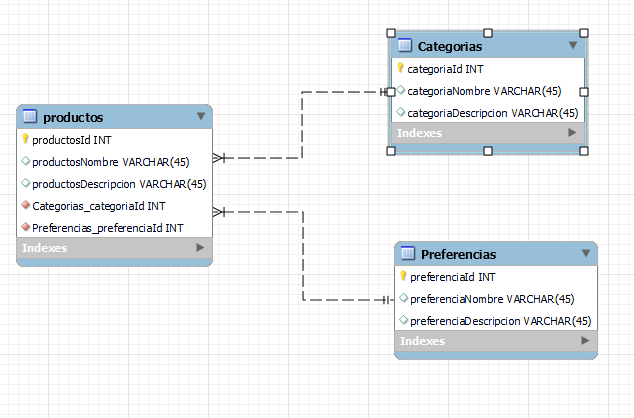 productos
productosId INT
productosNombre VARCHAR(45)
productosDescripcion VARCHAR(45)
Categorias_categoriaId INT
Preferencias_preferenciaId INT
Indexes
Categorias
categoriaId INT
categoriaNombre VARCHAR(45)
categoriaDescripcion VARCHAR(45)
Indexes
Preferencias
preferenciaId INT
preferenciaNombre VARCHAR(45)
preferenciaDescripcion VARCHAR(45)
Indexes